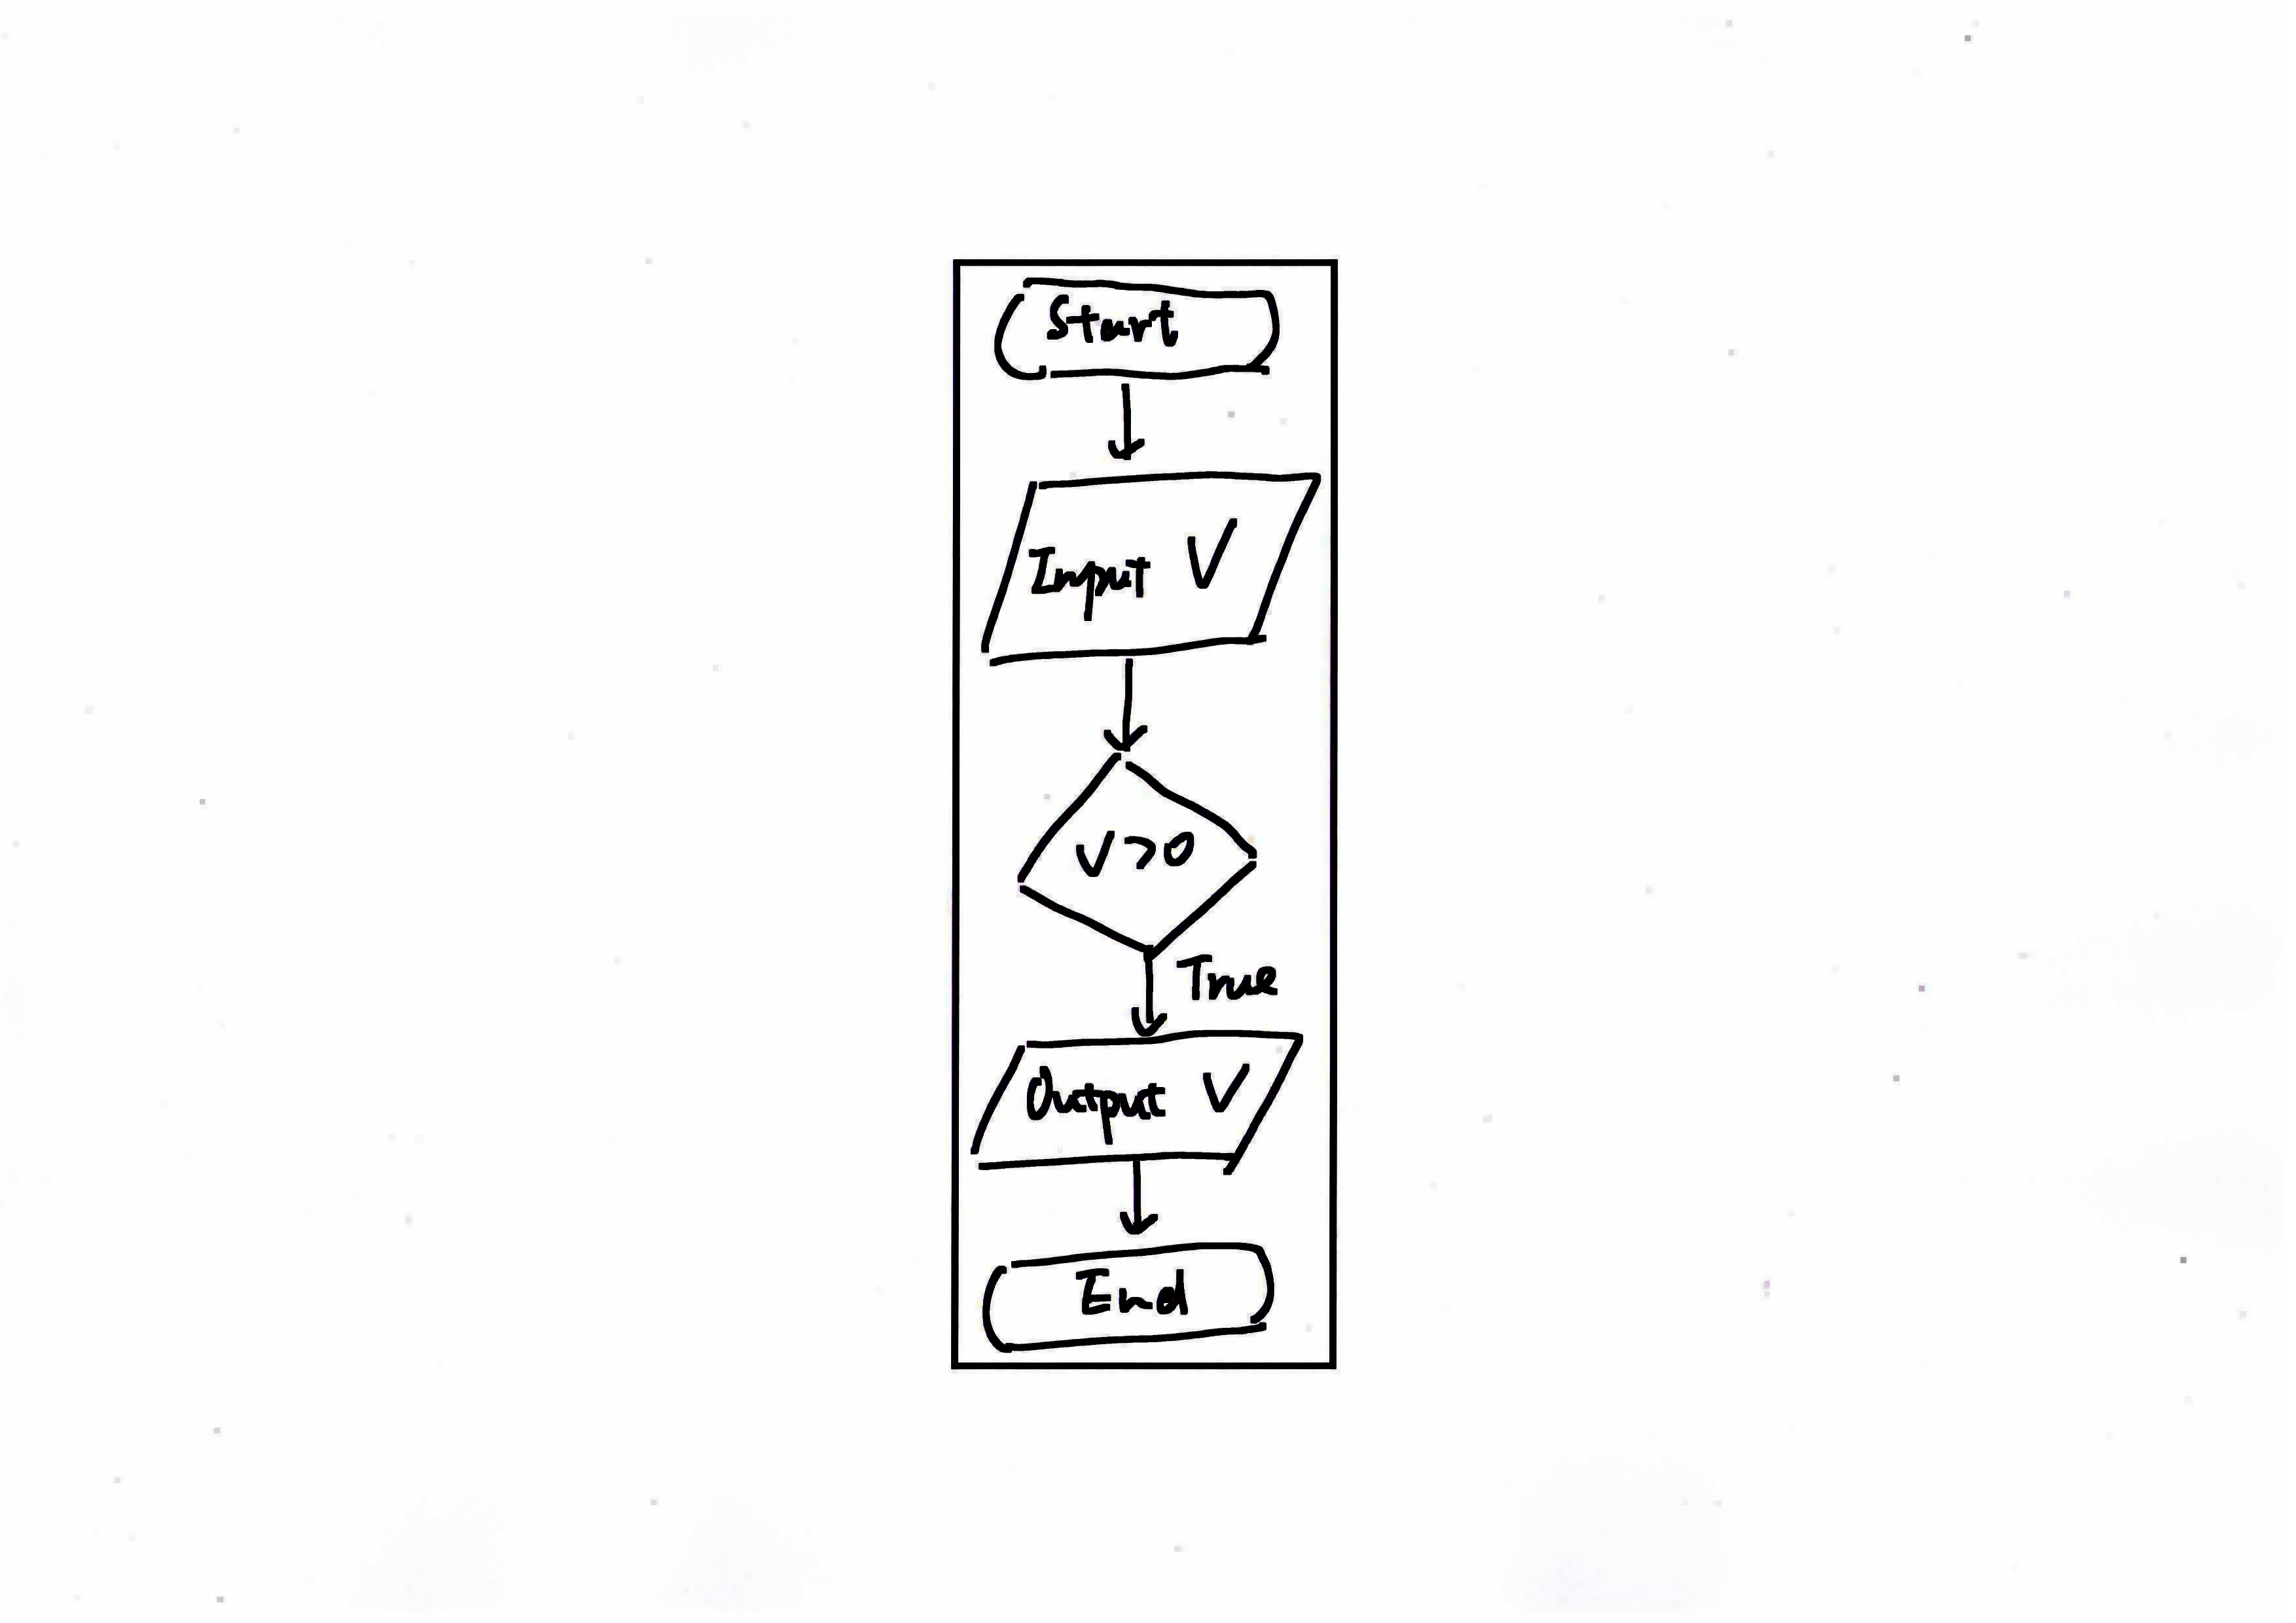 Start
Input V
V>0
True
Output V
End